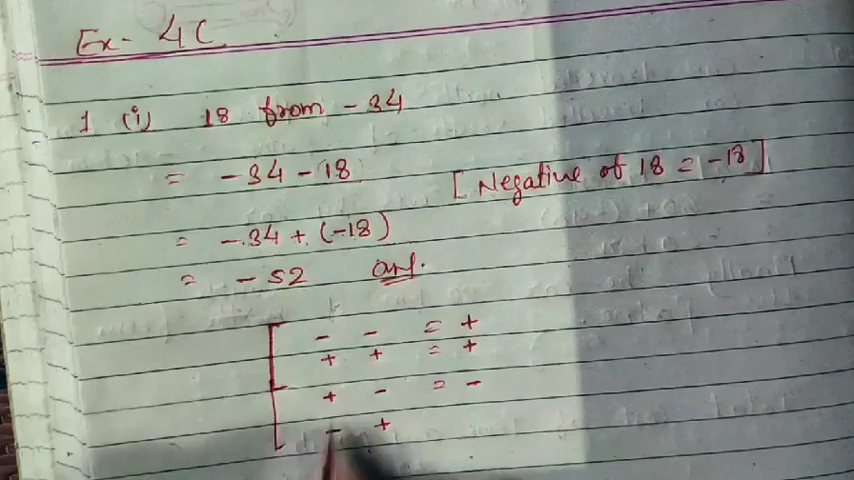 Ex- 4C
1 (i) 18 from - 34
= - 34 - 18 [Negative of 18 = -18]
= - 34 + (-18)
= - 52 ans.
- - = +
+ + = +
+ - = -
- +